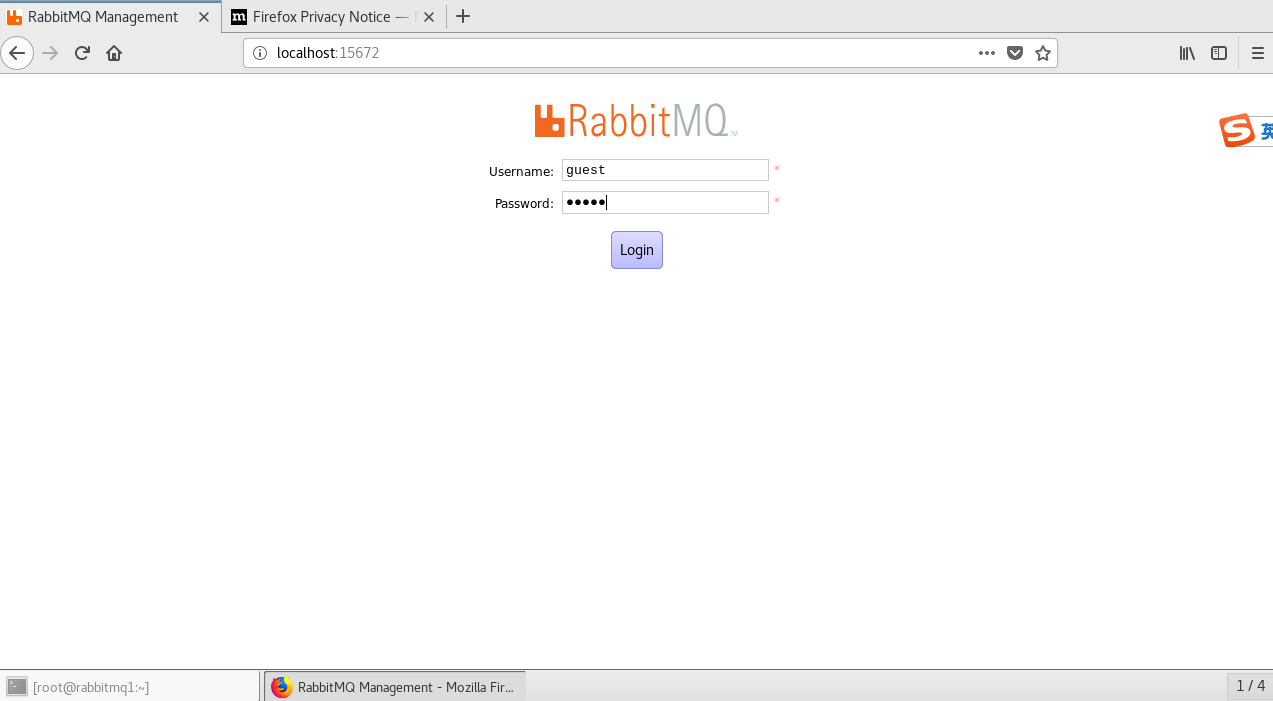 RabbitMQ Management
Firefox Privacy Notice —
localhost:15672
RabbitMQ™
S 英
Username: guest *
Password: ●●●●● *
Login
[root@rabbitmq1:~]
RabbitMQ Management - Mozilla Fir...
1 / 4